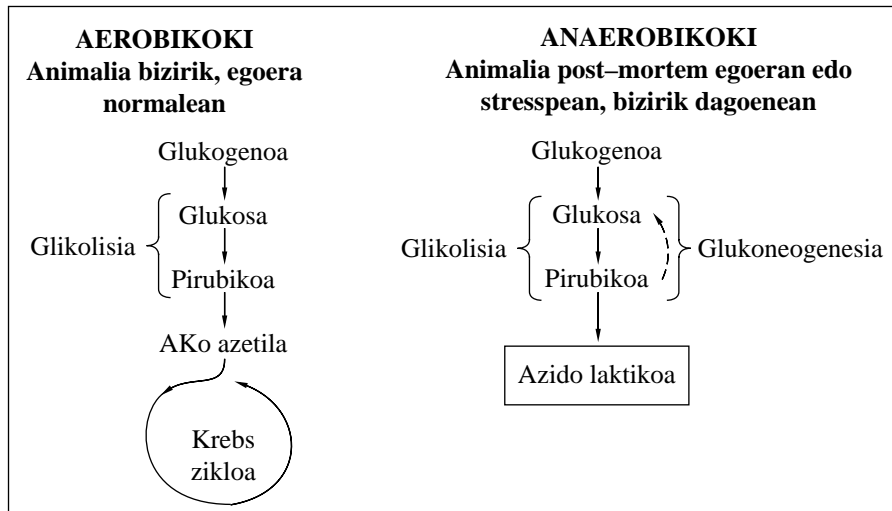 AEROBIKOKI
Animalia bizirik, egoera
normalean
Glukogenoa
Glikolisia
Glukosa
Pirubikoa
AKo azetila
Krebs
zikloa
ANAEROBIKOKI
Animalia post–mortem egoeran edo
stresspean, bizirik dagoenean
Glukogenoa
Glikolisia
Glukosa
Pirubikoa
Glukoneogenesia
Azido laktikoa